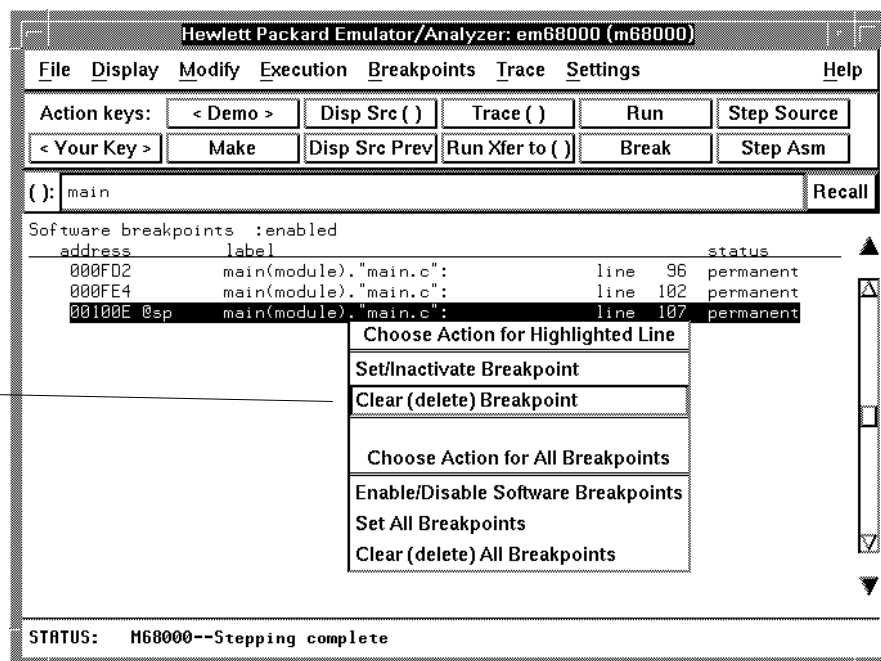 Hewlett Packard Emulator/Analyzer: em68000 (m68000)
File Display Modify Execution Breakpoints Trace Settings Help
Action keys: < Demo > Disp Src ( ) Trace ( ) Run Step Source
< Your Key > Make Disp Src Prev Run Xfer to ( ) Break Step Asm
( ): main Recall
Software breakpoints :enabled
address label status
000FD2 main(module)."main.c": line 96 permanent
000FE4 main(module)."main.c": line 102 permanent
00100E @sp main(module)."main.c": line 107 permanent
Choose Action for Highlighted Line
Set/Inactivate Breakpoint
Clear (delete) Breakpoint
Choose Action for All Breakpoints
Enable/Disable Software Breakpoints
Set All Breakpoints
Clear (delete) All Breakpoints
STATUS: M68000--Stepping complete